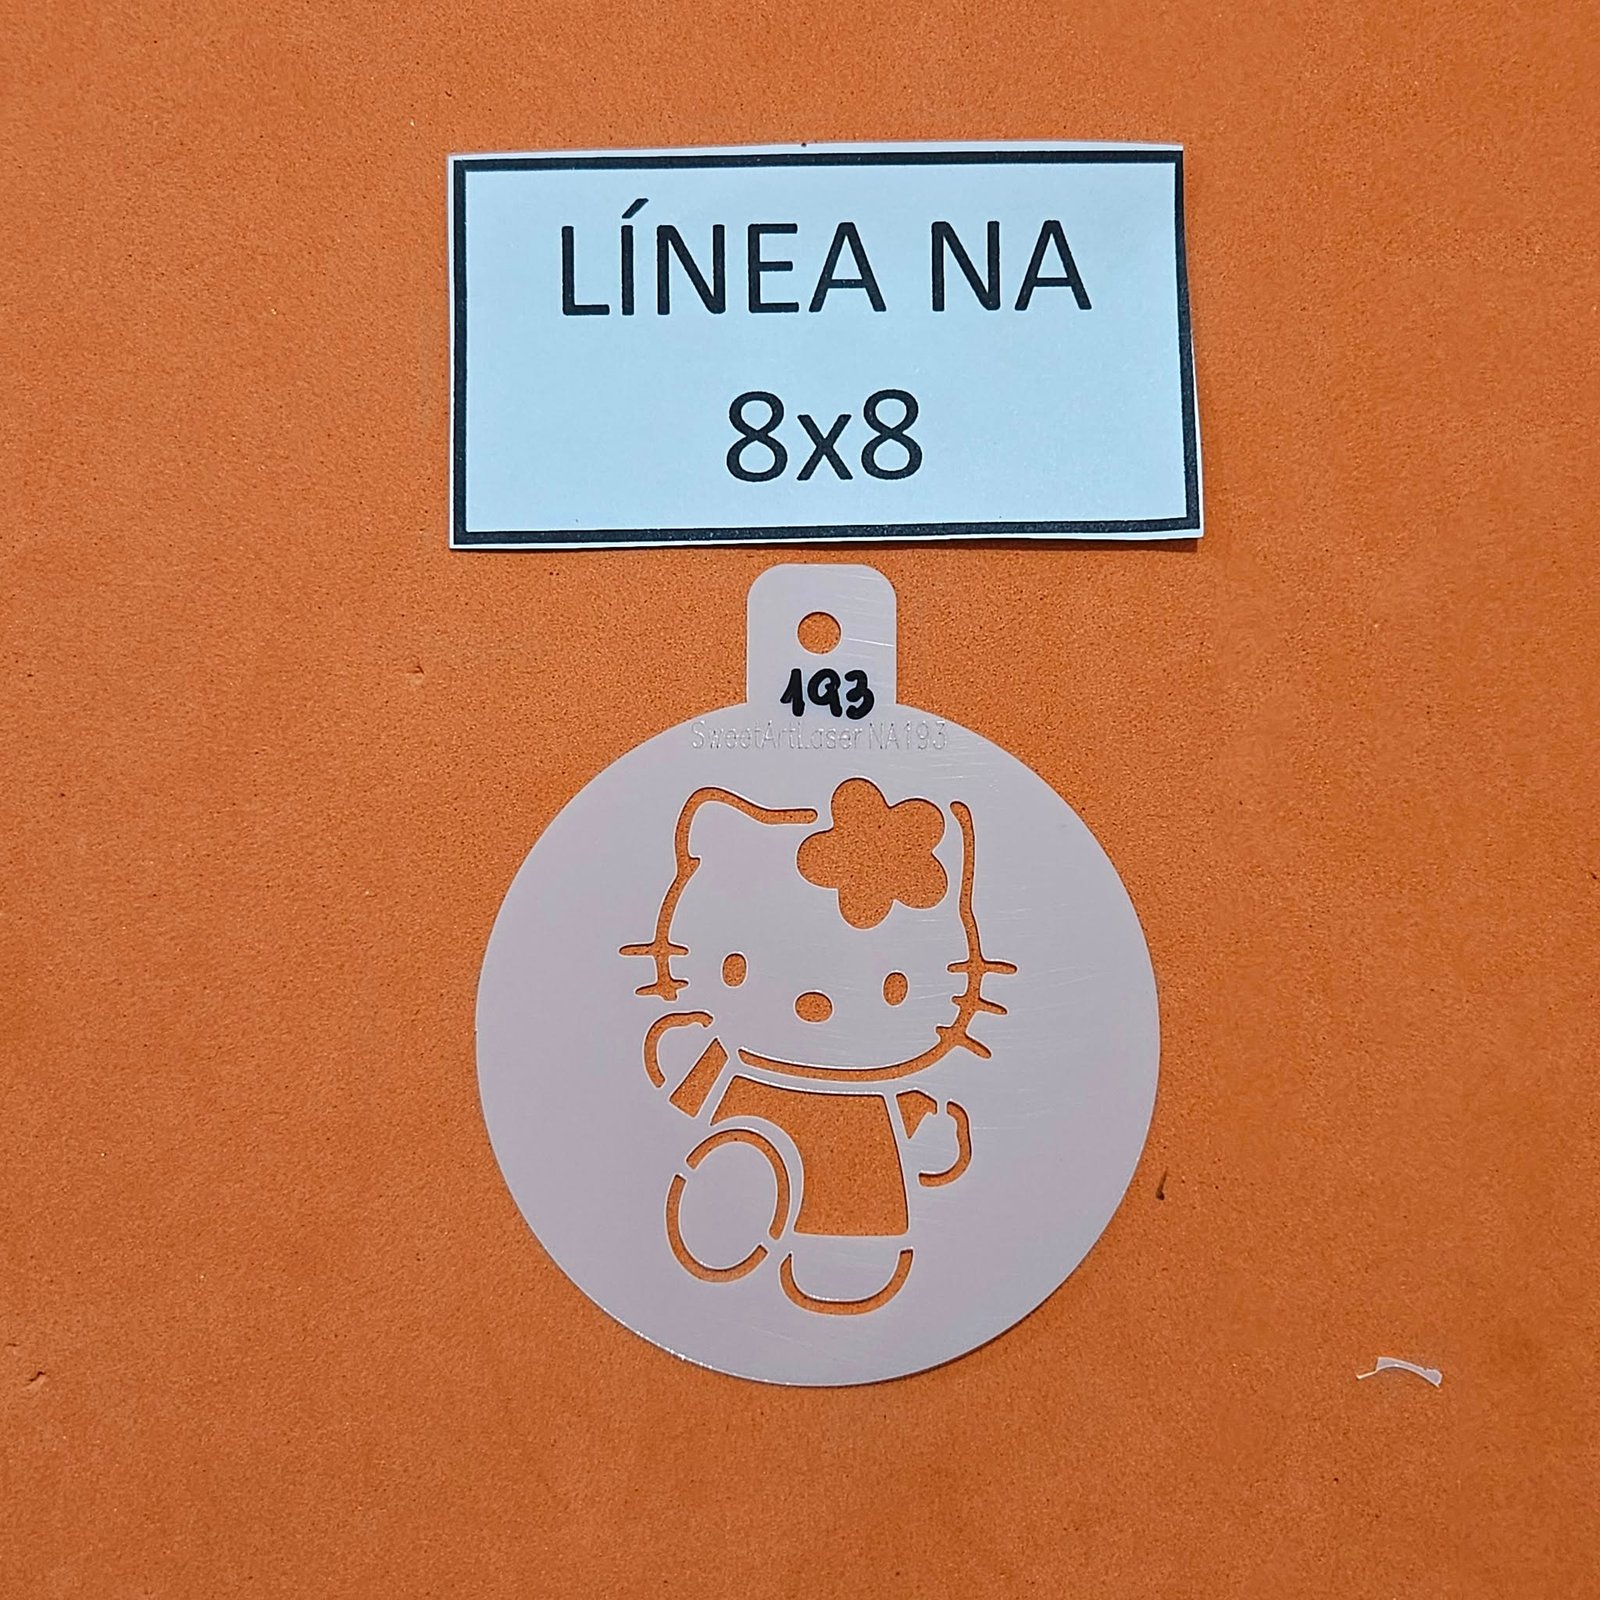 LÍNEA NA
8x8
193
SweetArtLaser NA193